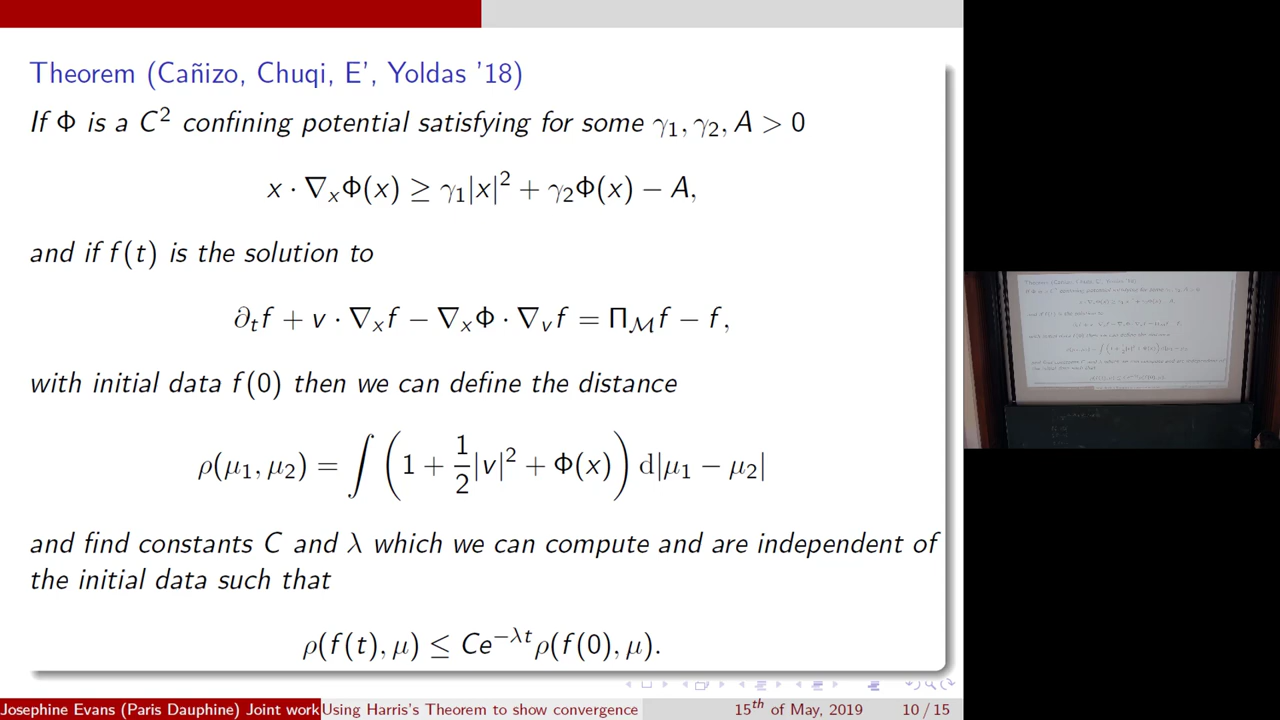 Theorem (Cañizo, Chuqi, E', Yoldas '18)
If Φ is a C² confining potential satisfying for some γ₁, γ₂, A > 0
x · ∇ₓΦ(x) ≥ γ₁|x|² + γ₂Φ(x) − A,
and if f(t) is the solution to
∂ₜf + v · ∇ₓf − ∇ₓΦ · ∇ᵥf = Π_ℳ f − f,
with initial data f(0) then we can define the distance
ρ(μ₁, μ₂) = ∫ (1 + 1/2|v|² + Φ(x)) d|μ₁ − μ₂|
and find constants C and λ which we can compute and are independent of
the initial data such that
ρ(f(t), μ) ≤ Ce^{−λt}ρ(f(0), μ).
Josephine Evans (Paris Dauphine) Joint work Using Harris's Theorem to show convergence 15th of May, 2019 10 / 15